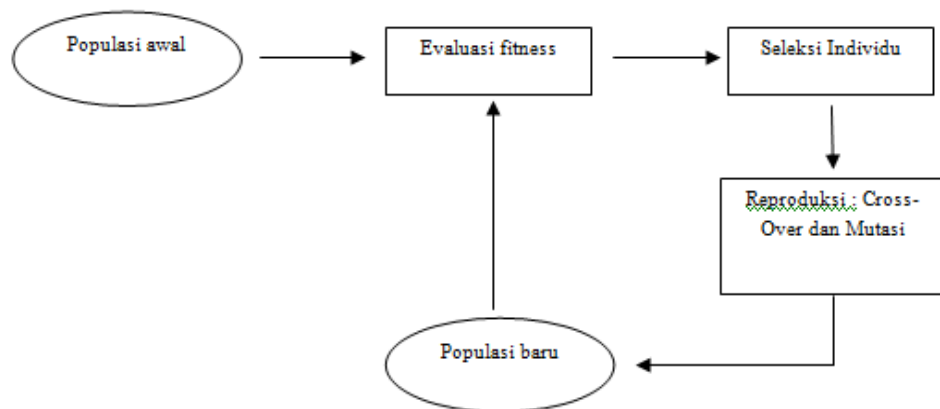 Populasi awal
Evaluasi fitness
Seleksi Individu
Reproduksi : Cross-
Over dan Mutasi
Populasi baru